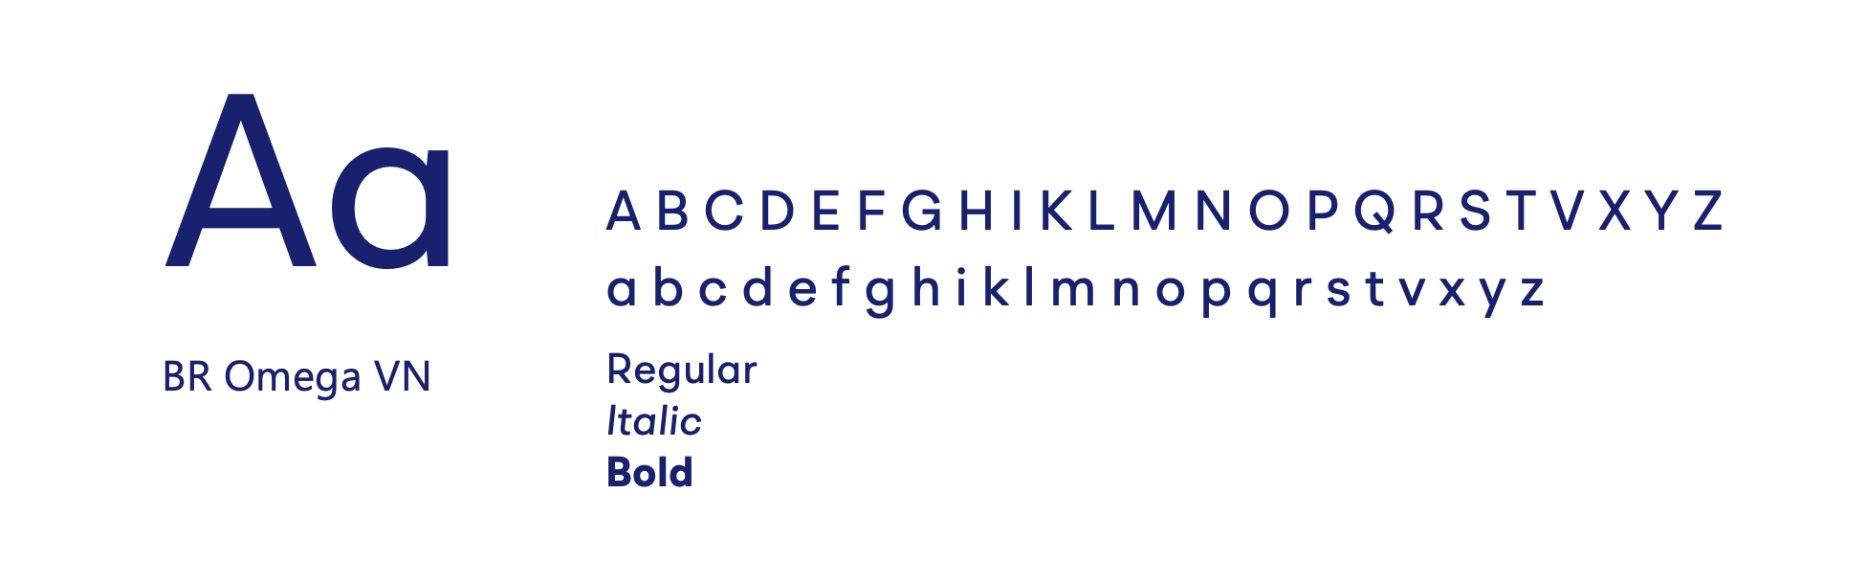 Aa
BR Omega VN
A B C D E F G H I K L M N O P Q R S T V X Y Z
a b c d e f g h i k l m n o p q r s t v x y z
Regular
Italic
Bold